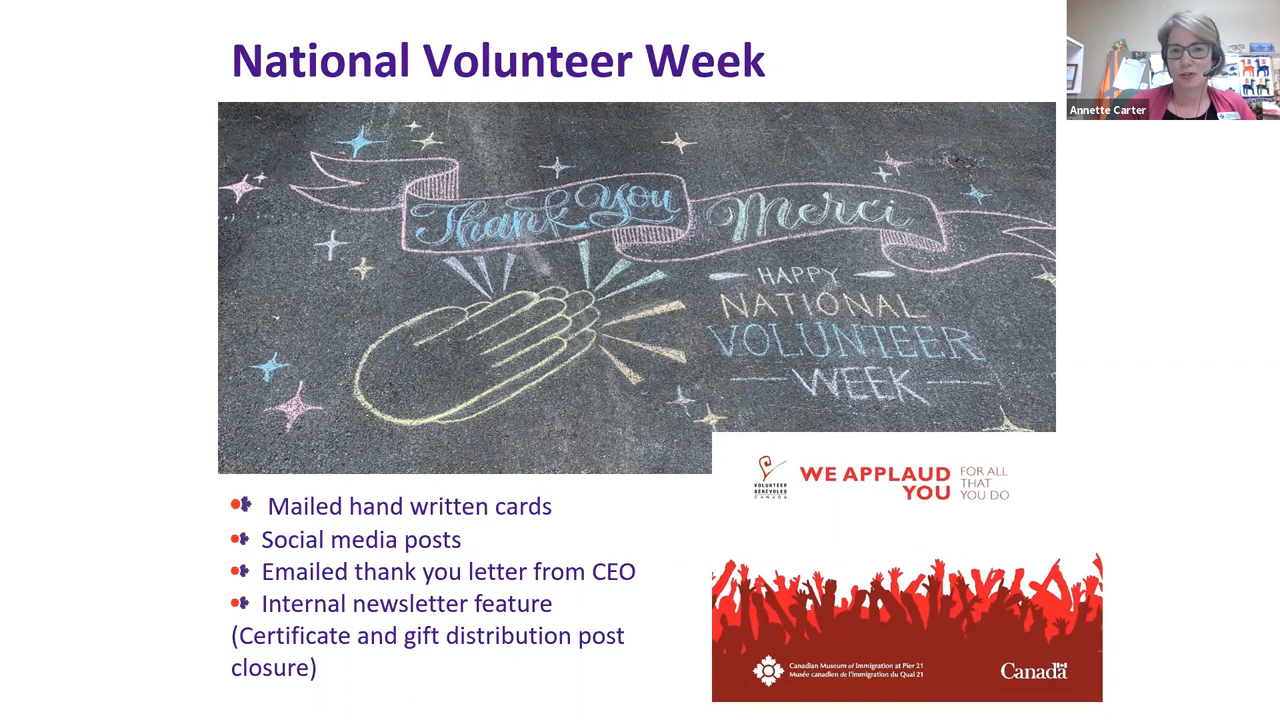 National Volunteer Week
Annette Carter
Thank You Merci
HAPPY
NATIONAL
VOLUNTEER
WEEK
Mailed hand written cards
Social media posts
Emailed thank you letter from CEO
Internal newsletter feature
(Certificate and gift distribution post
closure)
VOLUNTEER
BÉNÉVOLES
CANADA
WE APPLAUD
YOU
FOR ALL
THAT
YOU DO
Canadian Museum of Immigration at Pier 21
Musée canadien de l'immigration du Quai 21
Canada